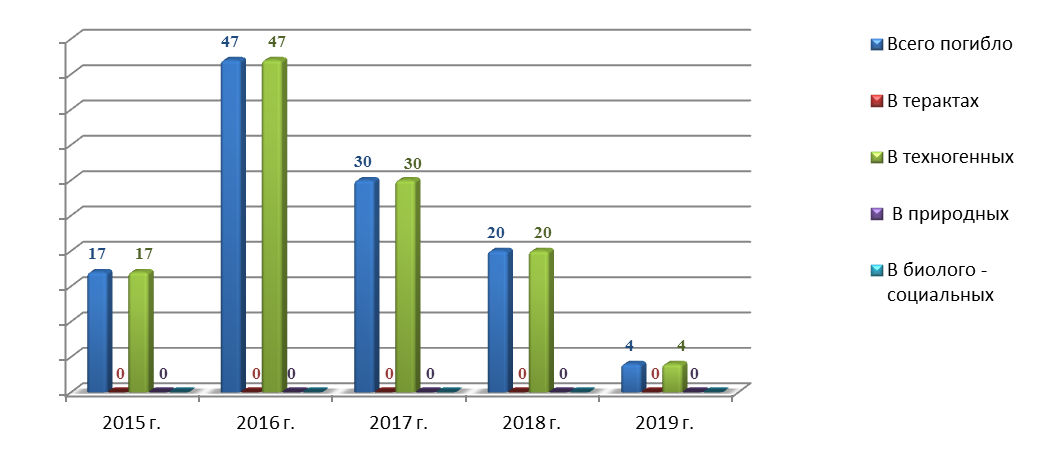 47 47
30 30
17 17
20 20
4 4
0 0 0 0 0 0 0 0 0 0
2015 г. 2016 г. 2017 г. 2018 г. 2019 г.
Всего погибло
В терактах
В техногенных
В природных
В биолого -
социальных